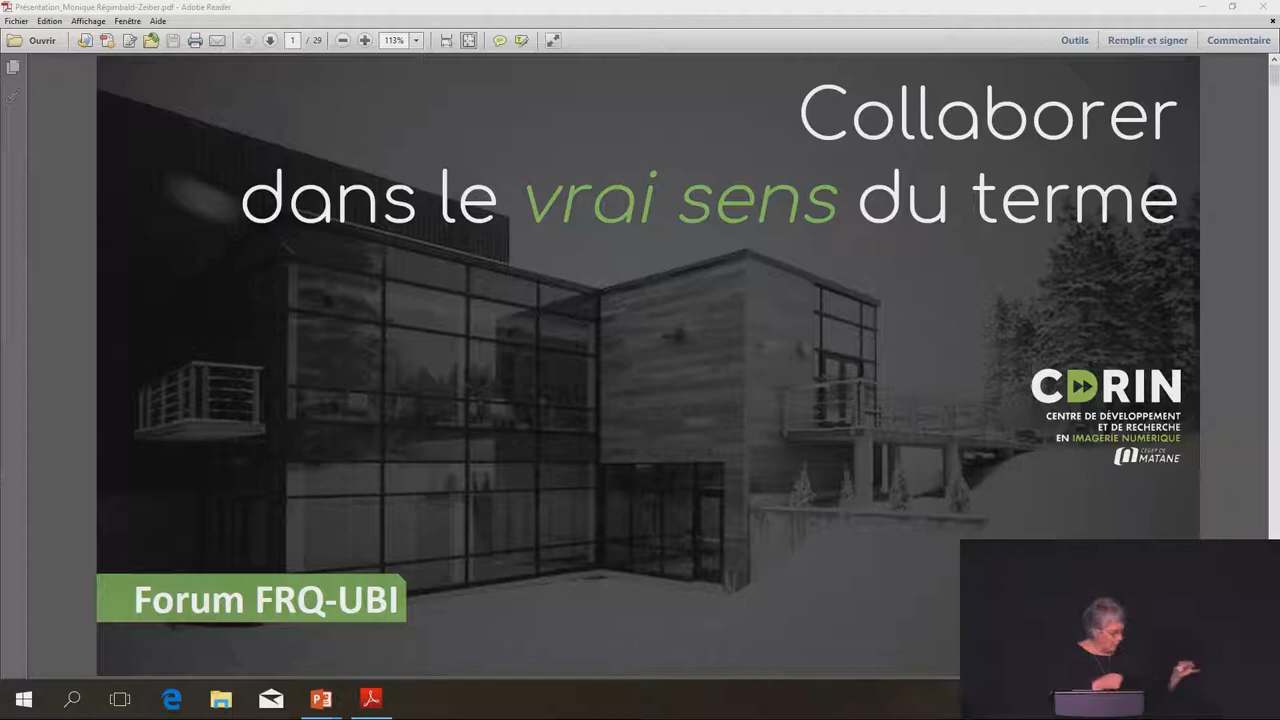 Présentation_Monique.Régimbald-Zeiber.pdf - Adobe Reader
Fichier Edition Affichage Fenêtre Aide
Ouvrir 1 / 29 113% Outils Remplir et signer Commentaire
Collaborer
dans le vrai sens du terme
CDRIN
CENTRE DE DÉVELOPPEMENT
ET DE RECHERCHE
EN IMAGERIE NUMÉRIQUE
CÉGEP DE
MATANE
Forum FRQ-UBI